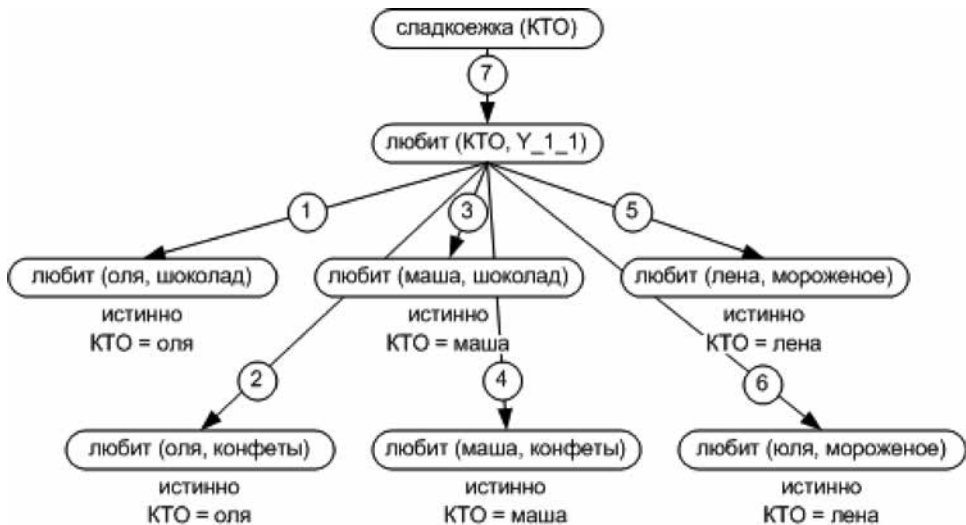 сладкоежка (КТО)
7
любит (КТО, Y_1_1)
1
3
5
любит (оля, шоколад)
любит (маша, шоколад)
любит (лена, мороженое)
истинно
КТО = оля
истинно
КТО = маша
истинно
КТО = лена
2
4
6
любит (оля, конфеты)
любит (маша, конфеты)
любит (юля, мороженое)
истинно
КТО = оля
истинно
КТО = маша
истинно
КТО = лена